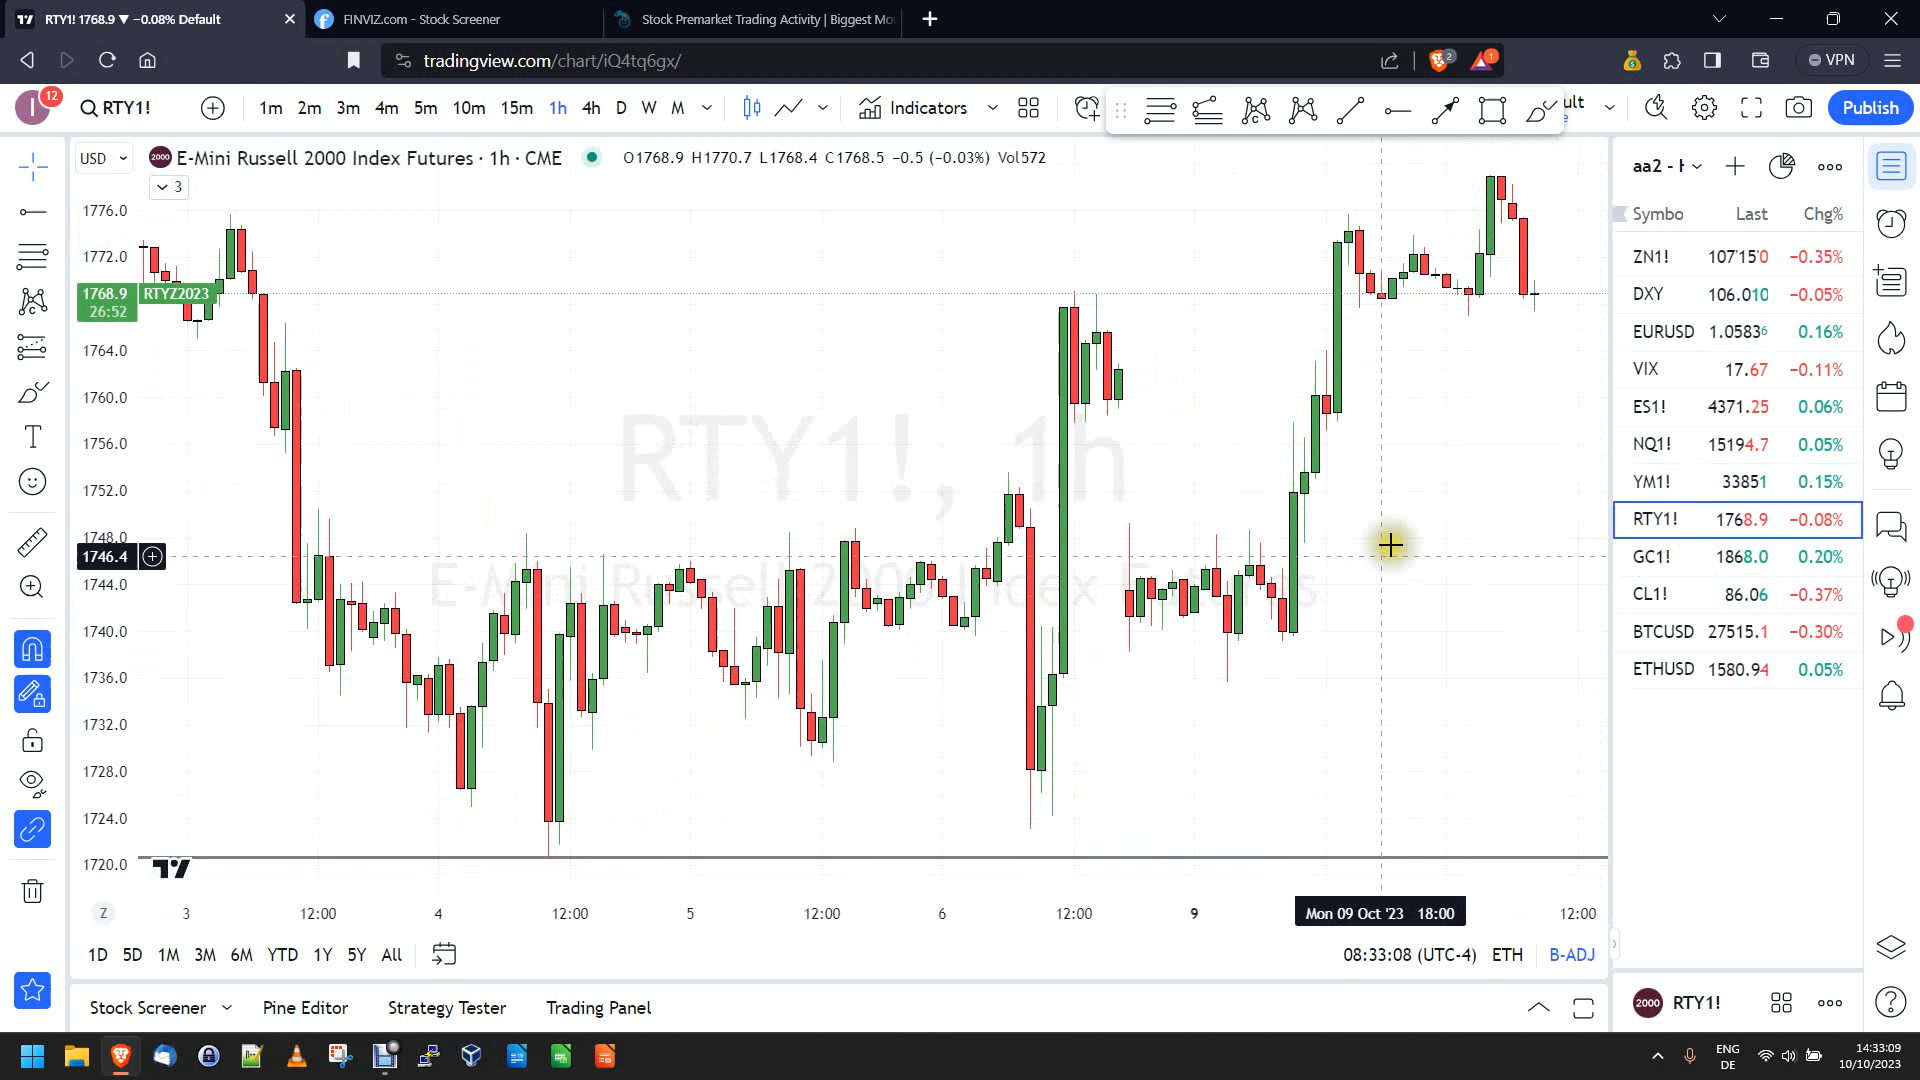 RTY1! 1768.9 ▼ −0.08% Default
FINVIZ.com - Stock Screener
Stock Premarket Trading Activity | Biggest Mo
tradingview.com/chart/iQ4tq6gx/
2
1
VPN
I
12
RTY1!
1m 2m 3m 4m 5m 10m 15m 1h 4h D W M
Indicators
ult
Publish
USD
2000
E-Mini Russell 2000 Index Futures · 1h · CME
O1768.9 H1770.7 L1768.4 C1768.5 −0.5 (−0.03%) Vol572
3
1776.0
1772.0
1768.9
26:52
RTYZ2023
1764.0
1760.0
1756.0
1752.0
1748.0
1746.4
1744.0
1740.0
1736.0
1732.0
1728.0
1724.0
1720.0
RTY1!, 1h
E-Mini Russell 2000 Index Futures
Z
3 12:00 4 12:00 5 12:00 6 12:00 9 Mon 09 Oct '23 18:00 12:00
1D 5D 1M 3M 6M YTD 1Y 5Y All
08:33:08 (UTC-4) ETH B-ADJ
Stock Screener Pine Editor Strategy Tester Trading Panel
aa2 - h
Symbo Last Chg%
ZN1! 107'15'0 −0.35%
DXY 106.010 −0.05%
EURUSD 1.05836 0.16%
VIX 17.67 −0.11%
ES1! 4371.25 0.06%
NQ1! 15194.7 0.05%
YM1! 33851 0.15%
RTY1! 1768.9 −0.08%
GC1! 1868.0 0.20%
CL1! 86.06 −0.37%
BTCUSD 27515.1 −0.30%
ETHUSD 1580.94 0.05%
2000
RTY1!
ENG
DE
14:33:09
10/10/2023